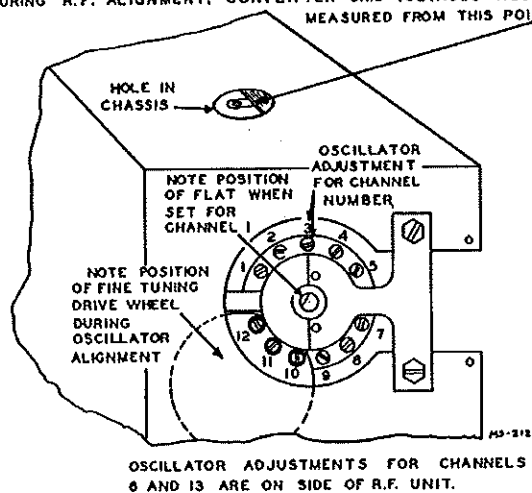 MEASURED FROM THIS
HOLE IN
CHASSIS
OSCILLATOR
ADJUSTMENT
FOR CHANNEL
NUMBER
NOTE POSITION
OF FLAT WHEN
SET FOR
CHANNEL 1
NOTE POSITION
OF FINE TUNING
DRIVE WHEEL
DURING
OSCILLATOR
ALIGNMENT
1
2
3
4
5
7
8
9
10
11
12
OSCILLATOR ADJUSTMENTS FOR CHANNELS
6 AND 13 ARE ON SIDE OF R.F. UNIT.